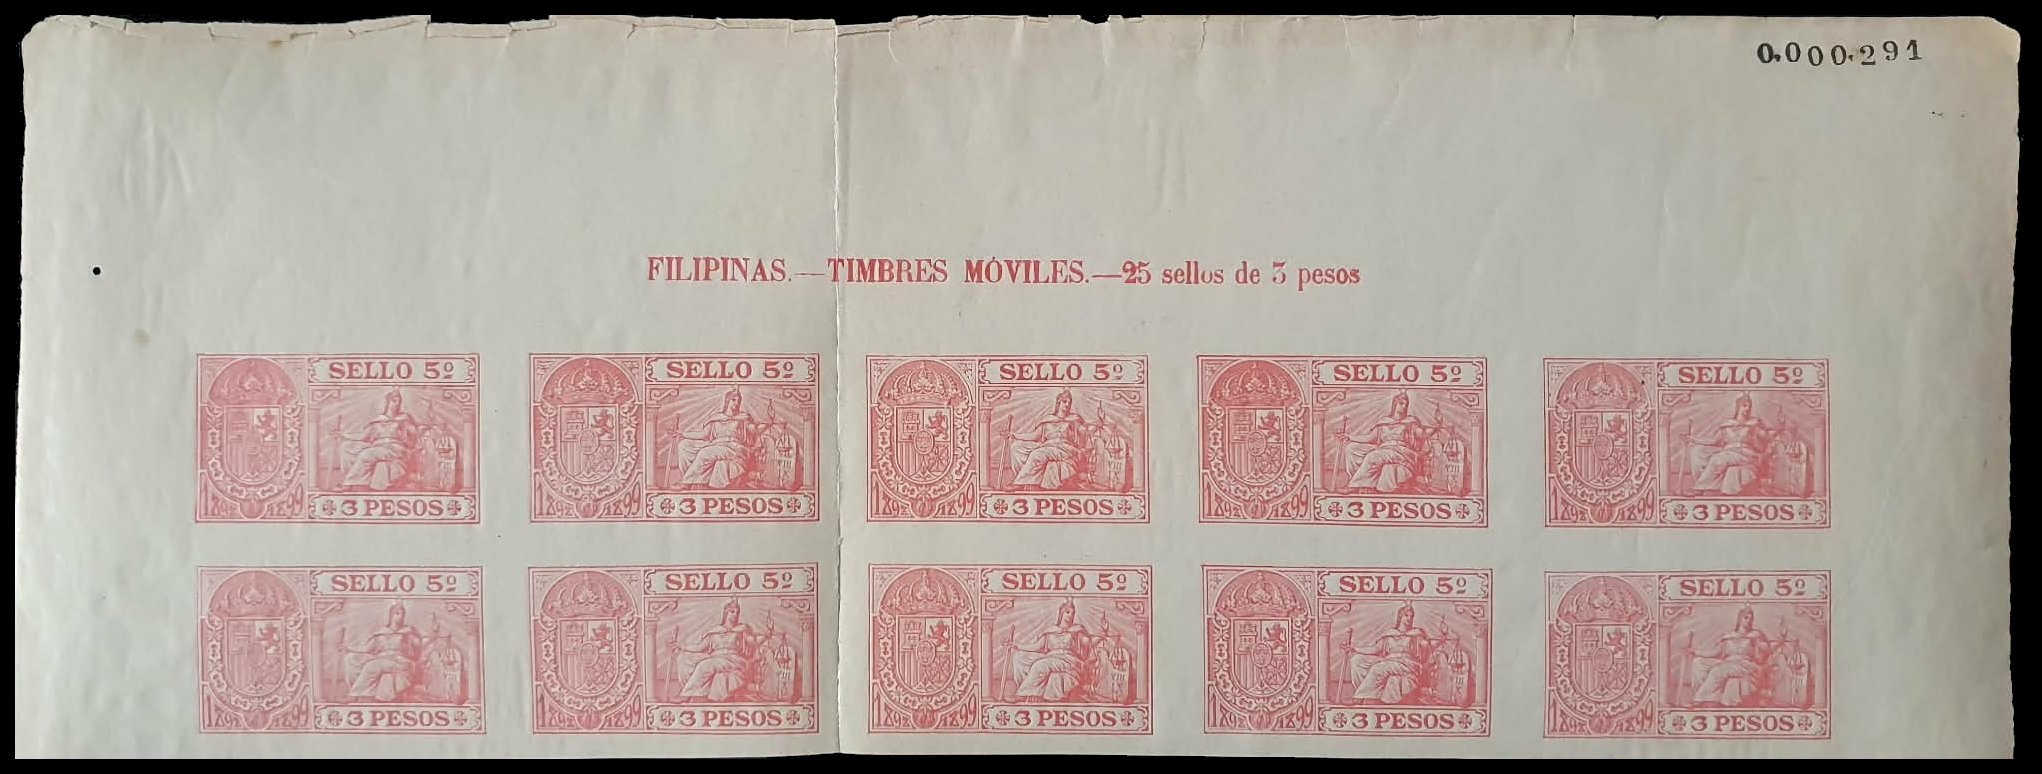 0.000.291
FILIPINAS.—TIMBRES MÓVILES.—25 sellos de 3 pesos
SELLO 5º SELLO 5º SELLO 5º SELLO 5º SELLO 5º
1898 1899 1898 1899 1898 1899 1898 1899 1898 1899
3 PESOS 3 PESOS 3 PESOS 3 PESOS 3 PESOS
SELLO 5º SELLO 5º SELLO 5º SELLO 5º SELLO 5º
1898 1899 1898 1899 1898 1899 1898 1899 1898 1899
3 PESOS 3 PESOS 3 PESOS 3 PESOS 3 PESOS